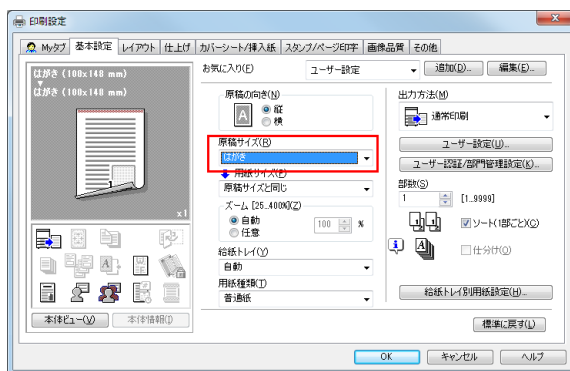 印刷設定
Myタブ 基本設定 レイアウト 仕上げ カバーシート/挿入紙 スタンプ/ページ印字 画像品質 その他
はがき (100x148 mm)
はがき (100x148 mm)
x1
本体ビュー(V) 本体情報(I)
お気に入り(F) ユーザー設定 追加(D)... 編集(E)...
原稿の向き(N)
縦
横
原稿サイズ(R)
はがき
用紙サイズ(P)
原稿サイズと同じ
ズーム [25..400%](Z)
自動
任意
100 %
給紙トレイ(Y)
自動
用紙種類(T)
普通紙
出力方法(M)
通常印刷
ユーザー設定(U)...
ユーザー認証/部門管理設定(K)...
部数(S)
1 [1..9999]
ソート(1部ごと)(C)
仕分け(O)
給紙トレイ別用紙設定(H)...
標準に戻す(L)
OK キャンセル ヘルプ